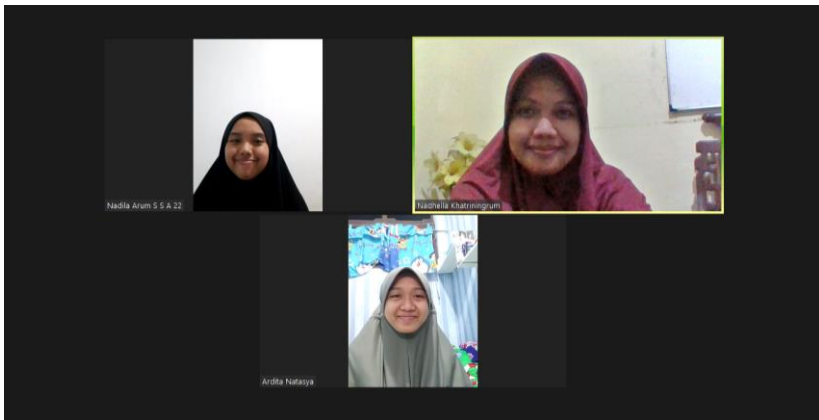 Nadila Arum S S A 22
Nadhella Khatriningrum
Ardita Natasya